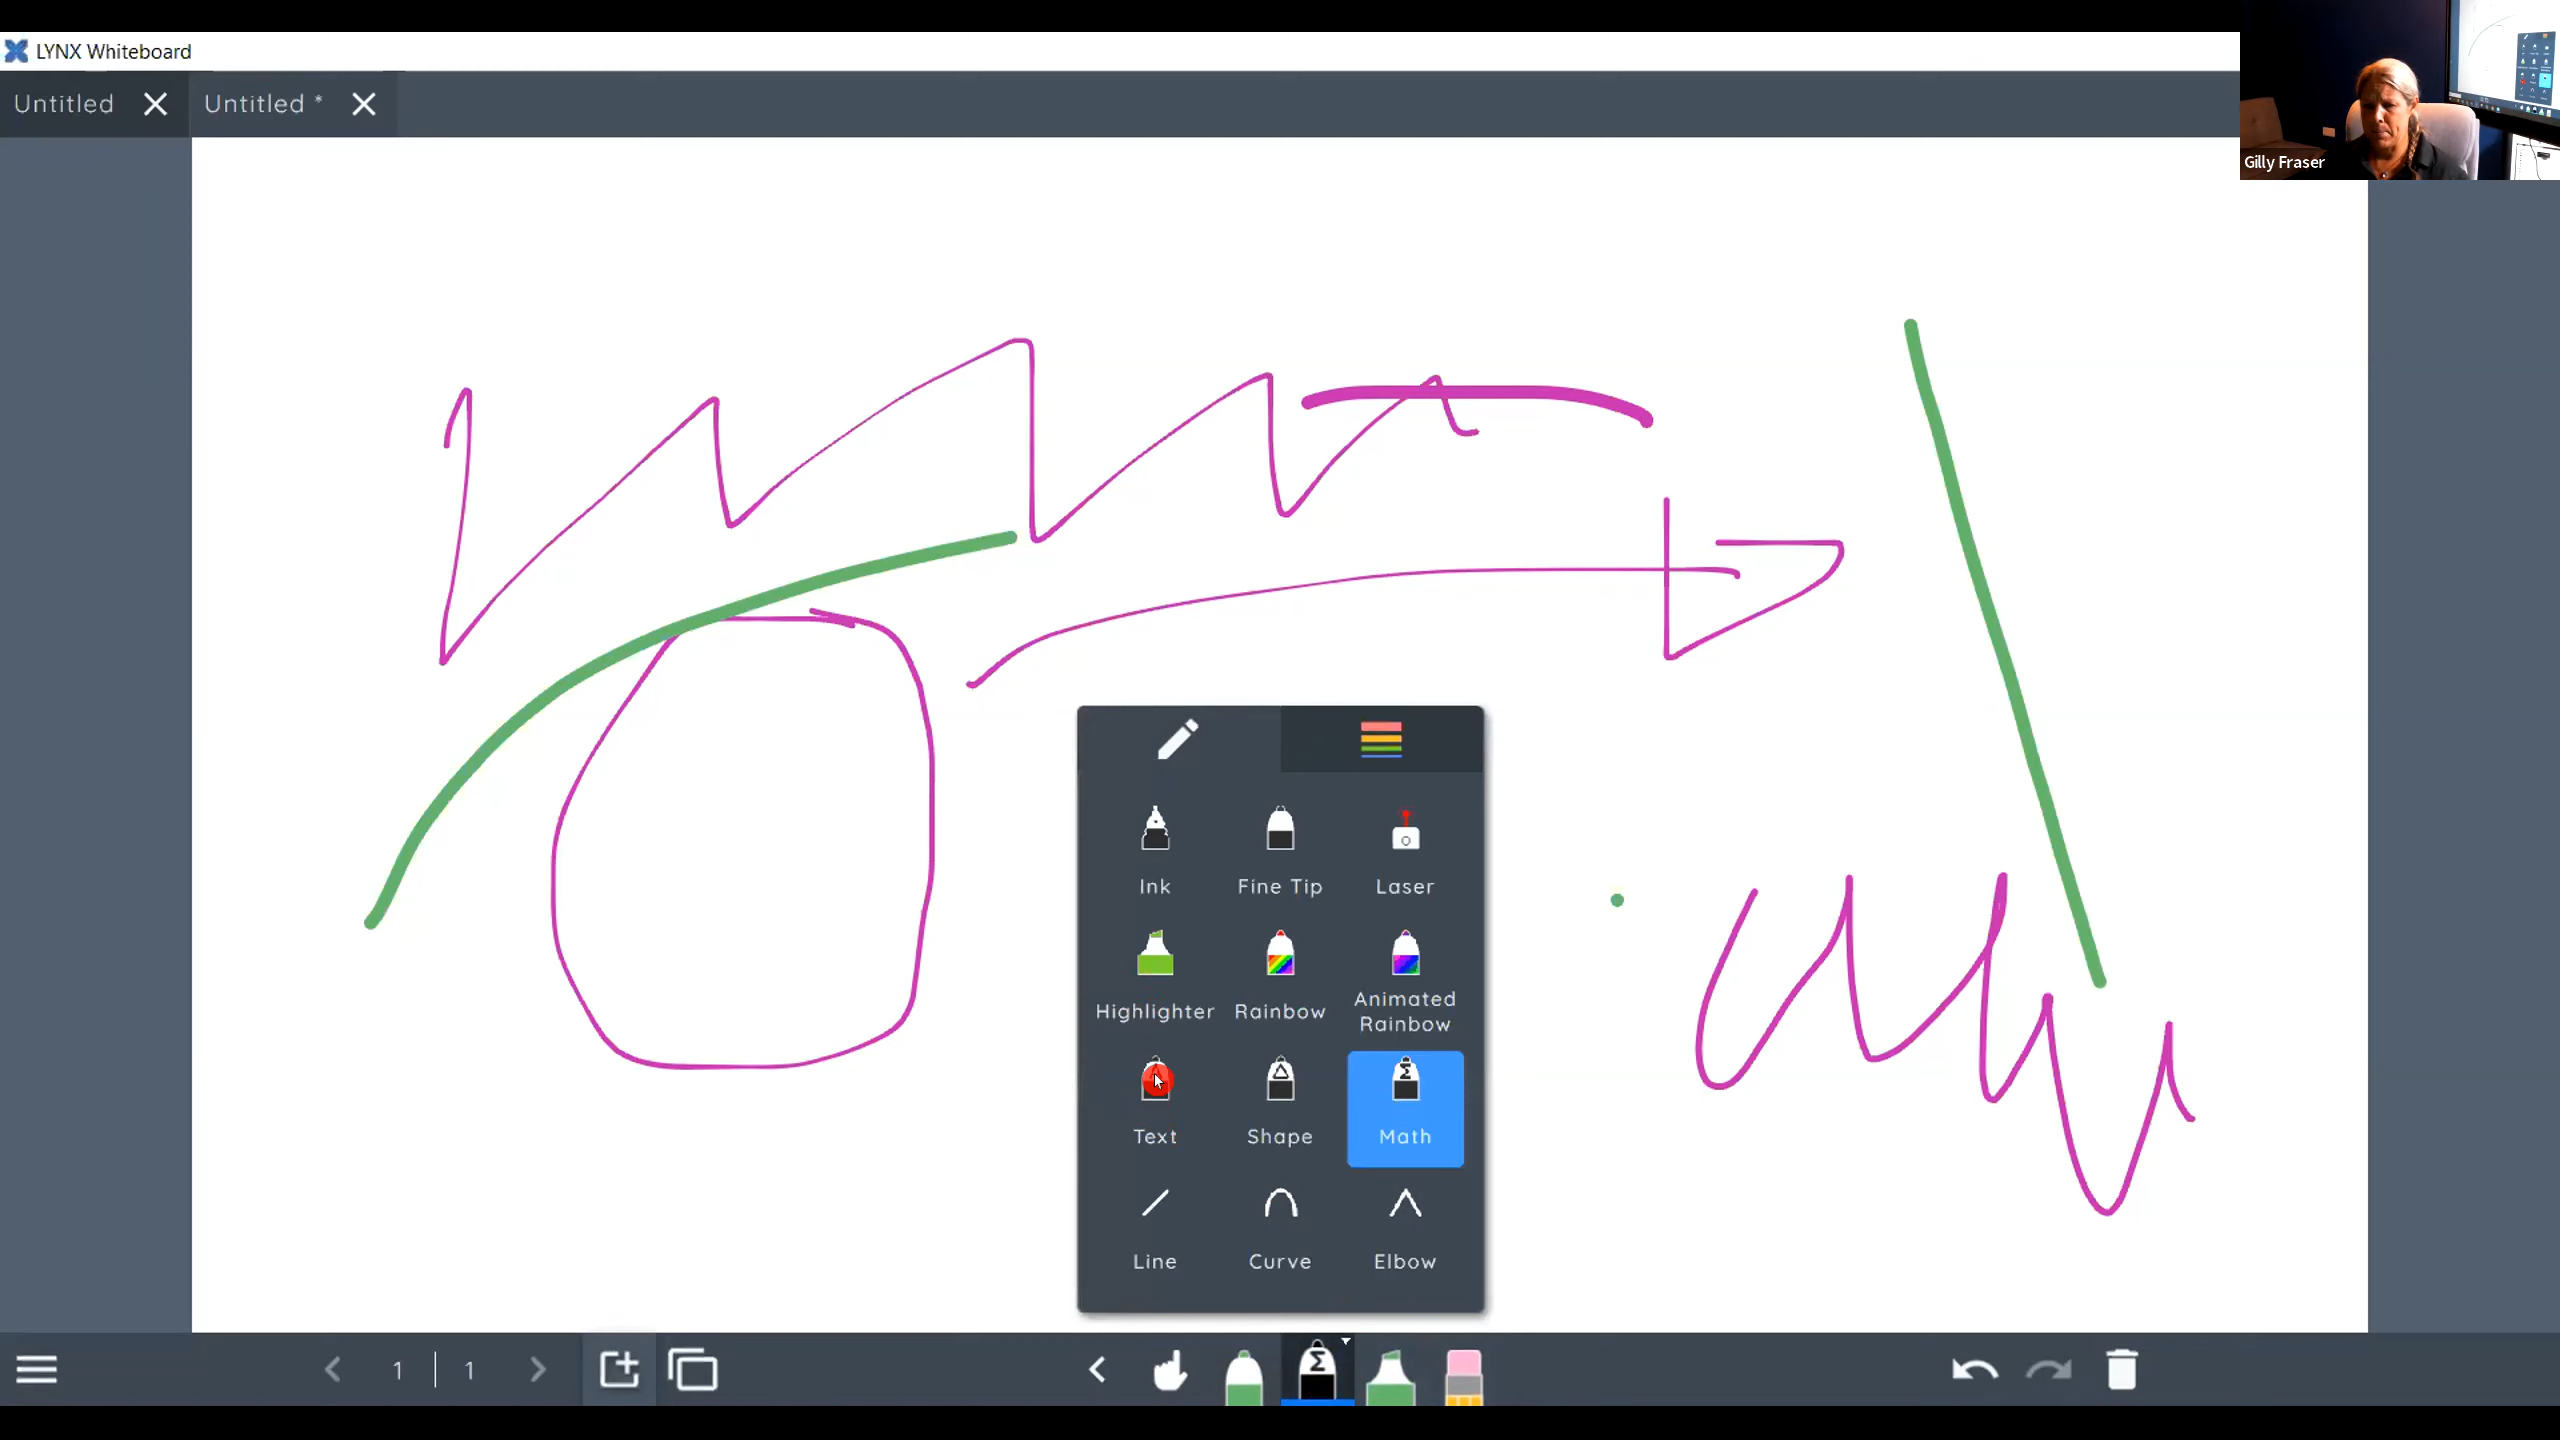 LYNX Whiteboard
Untitled
Untitled *
Gilly Fraser
Ink
Fine Tip
Laser
Highlighter
Rainbow
Animated
Rainbow
Text
Shape
Math
Line
Curve
Elbow
1 | 1